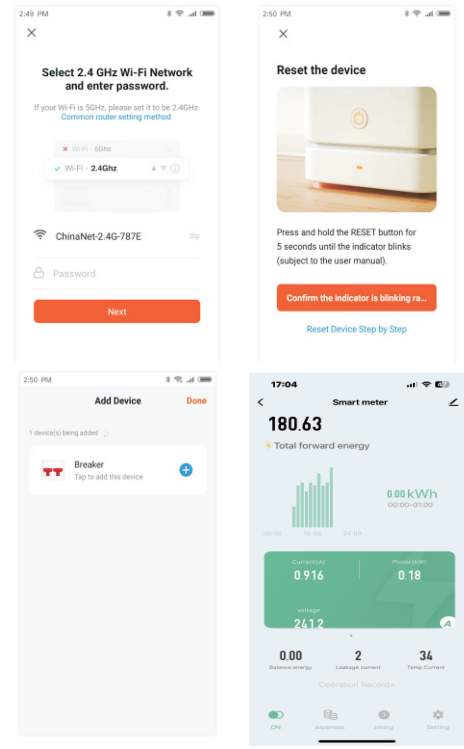 2:49 PM
Select 2.4 GHz Wi-Fi Network
and enter password.
If your Wi-Fi is 5GHz, please set it to be 2.4GHz.
Common router setting method
Wi-Fi - 5Ghz
Wi-Fi - 2.4Ghz
ChinaNet-2.4G-787E
Password
Next
2:50 PM
Reset the device
Press and hold the RESET button for
5 seconds until the indicator blinks
(subject to the user manual).
Confirm the indicator is blinking ra...
Reset Device Step by Step
2:50 PM
Add Device
Done
1 device(s) being added
Breaker
Tap to add this device
17:04
Smart meter
180.63
Total forward energy
0.00 kWh
00:00-01:00
00:00 12:00 24:00
Current(A)
0.916
Power(kW)
0.18
voltage
241.2
A
0.00
Balance energy
2
Leakage current
34
Temp Current
Operation Record>
ON
expenses
timing
Setting